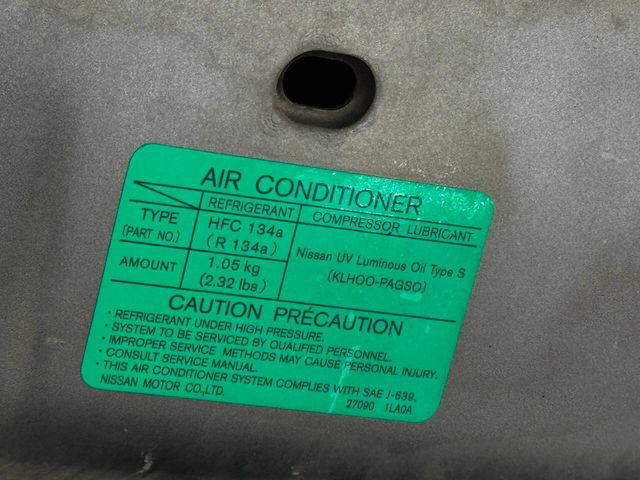 AIR CONDITIONER
REFRIGERANT COMPRESSOR LUBRICANT
TYPE
(PART NO.)
HFC 134a
(R 134a)
Nissan UV Luminous Oil Type S
(KLHOO-PAGSO)
AMOUNT
1.05 kg
(2.32 lbs)
CAUTION PRÉCAUTION
• REFRIGERANT UNDER HIGH PRESSURE.
• SYSTEM TO BE SERVICED BY QUALIFIED PERSONNEL.
• IMPROPER SERVICE METHODS MAY CAUSE PERSONAL INJURY.
• CONSULT SERVICE MANUAL.
• THIS AIR CONDITIONER SYSTEM COMPLIES WITH SAE J-639.
NISSAN MOTOR CO.,LTD.
27090 1LA0A